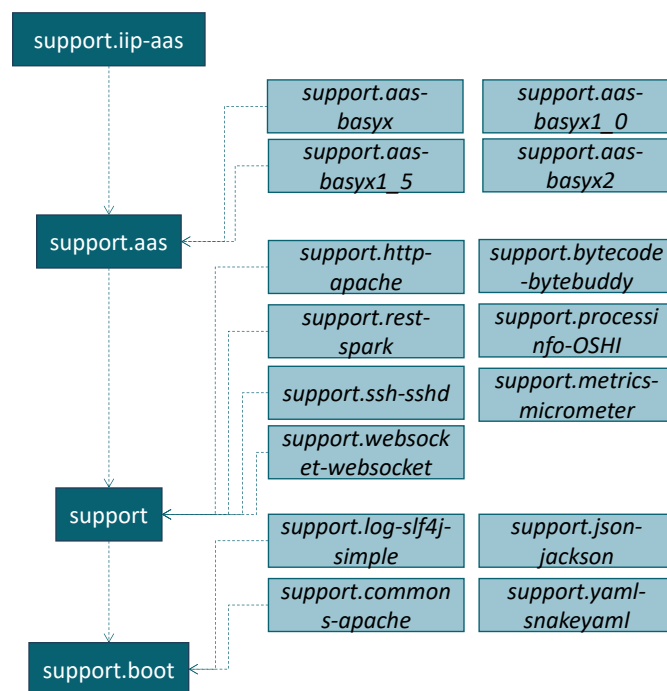 support.iip-aas
support.aas-
basyx
support.aas-
basyx1_0
support.aas-
basyx1_5
support.aas-
basyx2
support.aas
support.http-
apache
support.bytecode
-bytebuddy
support.rest-
spark
support.processi
nfo-OSHI
support.ssh-sshd
support.metrics-
micrometer
support.websock
et-websocket
support
support.log-slf4j-
simple
support.json-
jackson
support.common
s-apache
support.yaml-
snakeyaml
support.boot